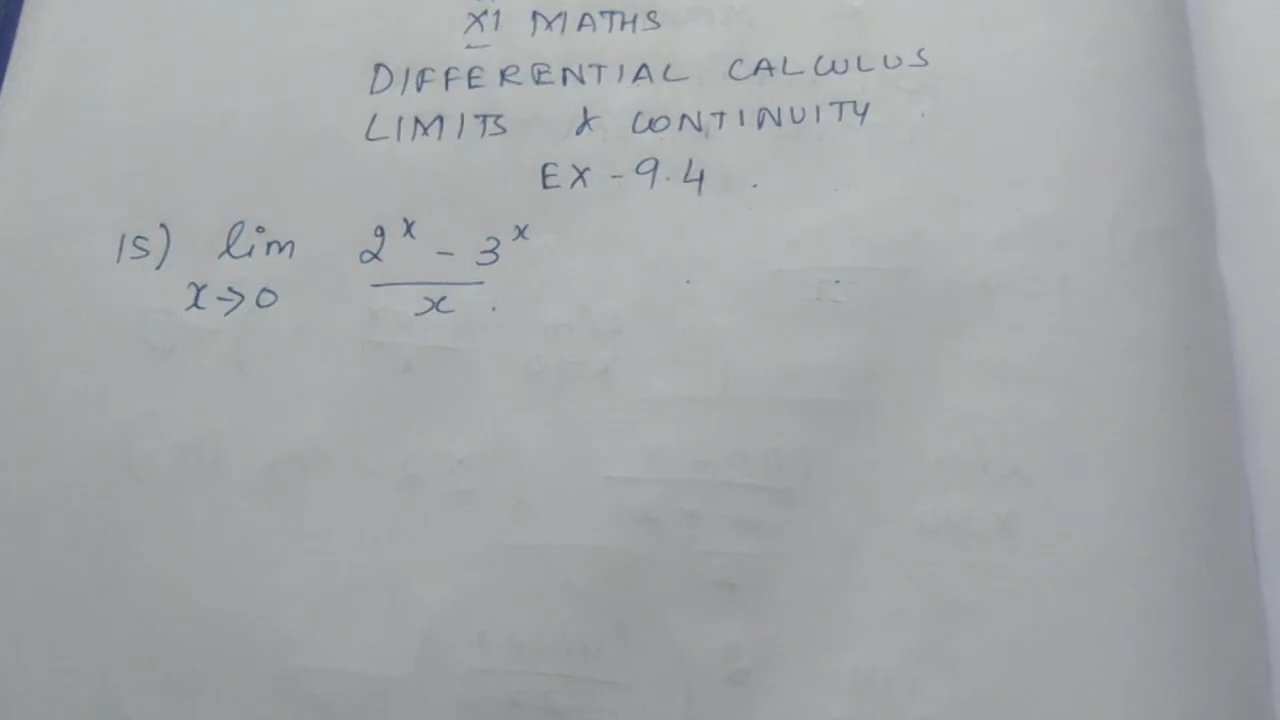 XI MATHS
DIFFERENTIAL CALCULUS
LIMITS & CONTINUITY
EX - 9.4 .
15) lim 2^x - 3^x
x→0 x .